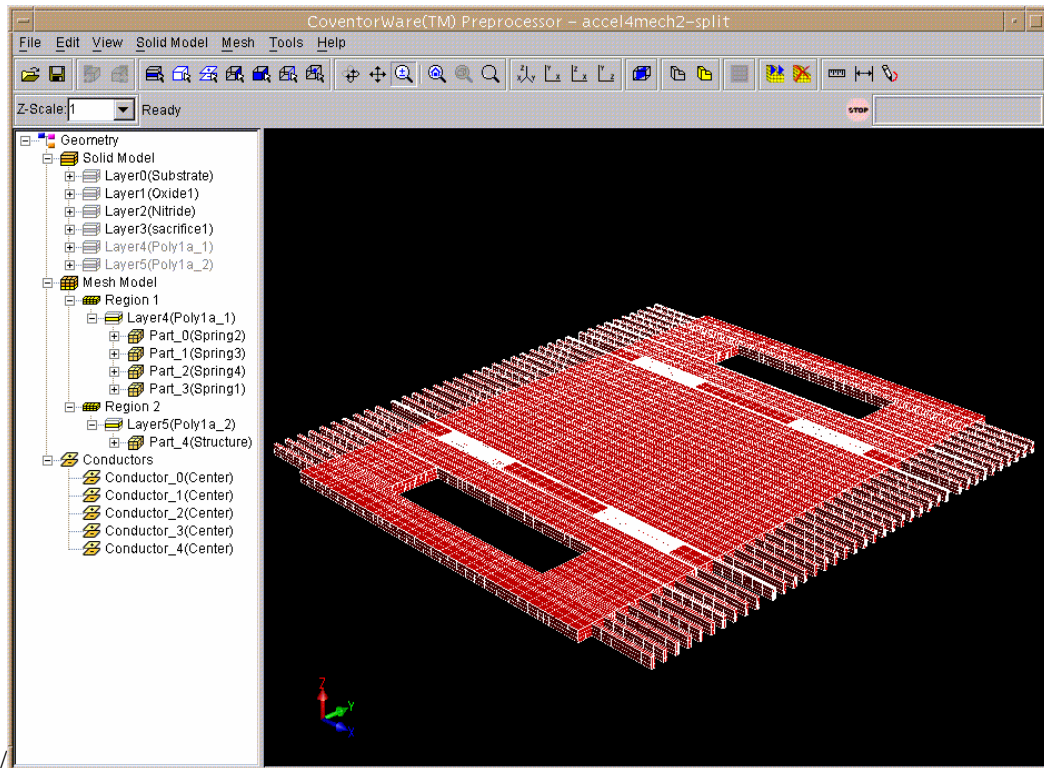 CoventorWare(TM) Preprocessor - accel4mech2-split
File Edit View Solid Model Mesh Tools Help
Z-Scale: 1 Ready STOP
Geometry
Solid Model
Layer0(Substrate)
Layer1(Oxide1)
Layer2(Nitride)
Layer3(sacrifice1)
Layer4(Poly1a_1)
Layer5(Poly1a_2)
Mesh Model
Region 1
Layer4(Poly1a_1)
Part_0(Spring2)
Part_1(Spring3)
Part_2(Spring4)
Part_3(Spring1)
Region 2
Layer5(Poly1a_2)
Part_4(Structure)
Conductors
Conductor_0(Center)
Conductor_1(Center)
Conductor_2(Center)
Conductor_3(Center)
Conductor_4(Center)
Z
Y
X
/